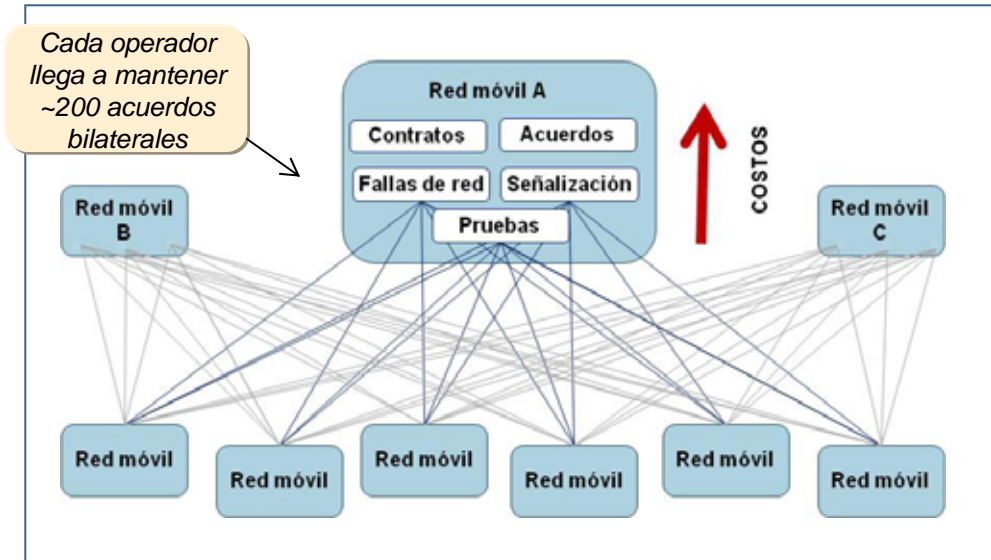 Cada operador
llega a mantener
~200 acuerdos
bilaterales
Red móvil A
Contratos
Acuerdos
Fallas de red
Señalización
Pruebas
COSTOS
Red móvil
B
Red móvil
C
Red móvil
Red móvil
Red móvil
Red móvil
Red móvil
Red móvil